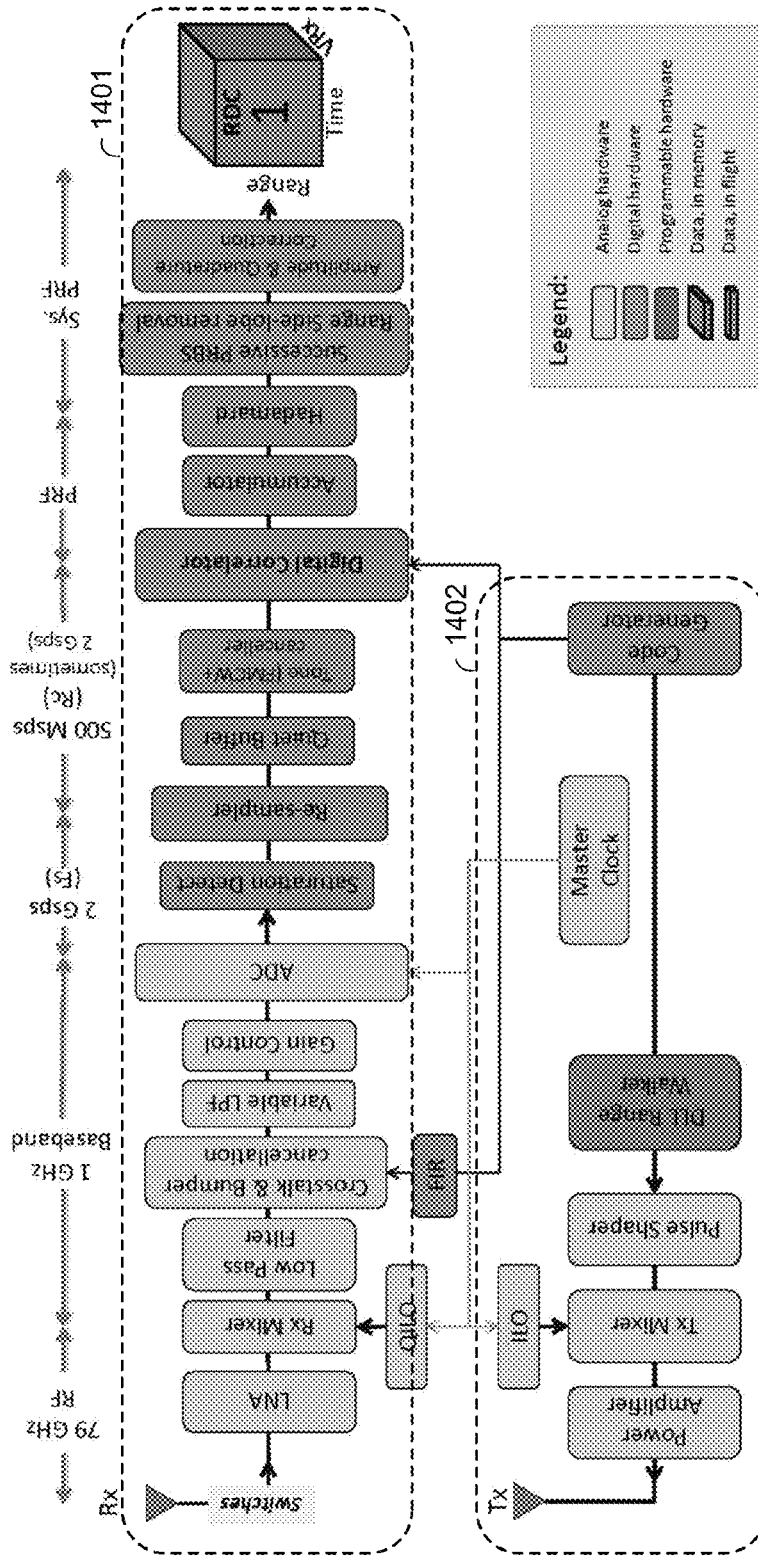 79 GHz
RF
1 GHz
Baseband
2 Gsps
(Fs)
500 Msps
(Rc)
(sometimes
2 Gsps)
PRF
Sys.
PRF
1401
Rx
Switches
LNA
Rx Mixer
Low Pass
Filter
Crosstalk & Bumper
cancellation
Variable LPF
Gain Control
ADC
Saturation Detect
Re-sampler
Quiet Buffer
Tone (FMCW)
canceller
Digital Correlator
Accumulator
Hadamard
Successive PRBS
Range Side-lobe removal
Amplitude & Quadrature
Correction
Range
RDC
1
Time
VRx
QILO
FIR
ILO
1402
Tx
Power
Amplifier
Tx Mixer
Pulse Shaper
DLL Range
Walker
Master
Clock
Code
Generator
Legend:
Analog hardware
Digital hardware
Programmable hardware
Data, in memory
Data, in flight